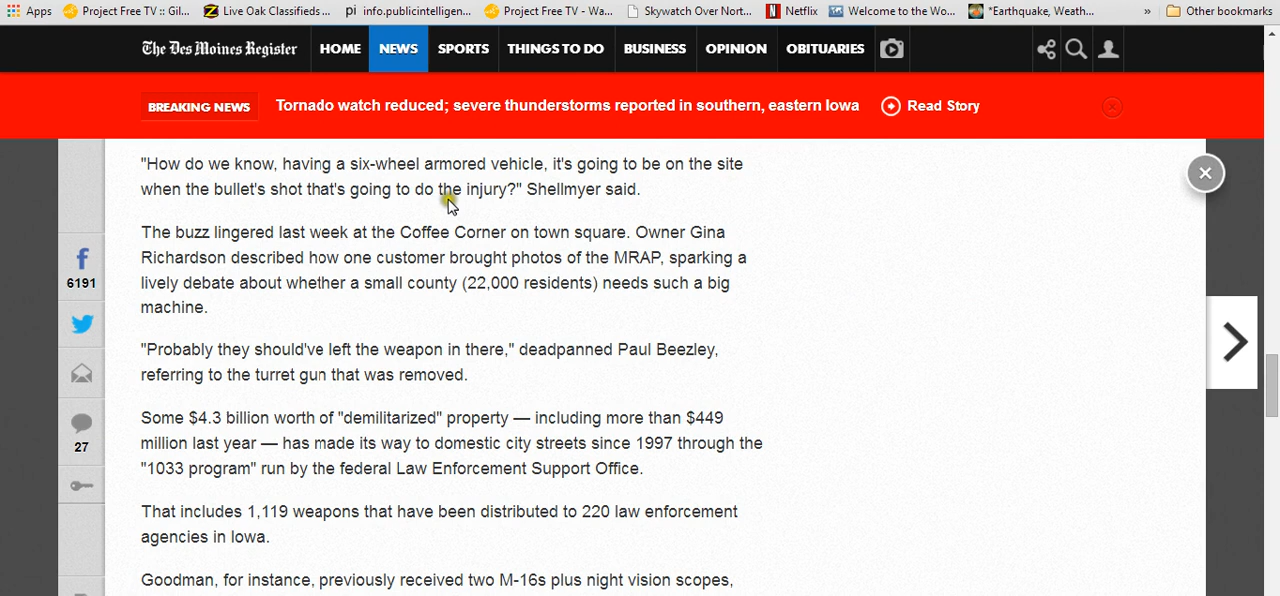 Apps Project Free TV :: Gil... Live Oak Classifieds... pi info.publicintelligen... Project Free TV - Wa... Skywatch Over Nort... N Netflix Welcome to the Wo... *Earthquake, Weath... » Other bookmarks
The Des Moines Register HOME NEWS SPORTS THINGS TO DO BUSINESS OPINION OBITUARIES
BREAKING NEWS Tornado watch reduced; severe thunderstorms reported in southern, eastern Iowa Read Story
"How do we know, having a six-wheel armored vehicle, it's going to be on the site
when the bullet's shot that's going to do the injury?" Shellmyer said.
The buzz lingered last week at the Coffee Corner on town square. Owner Gina
Richardson described how one customer brought photos of the MRAP, sparking a
6191
lively debate about whether a small county (22,000 residents) needs such a big
machine.
"Probably they should've left the weapon in there," deadpanned Paul Beezley,
referring to the turret gun that was removed.
Some $4.3 billion worth of "demilitarized" property — including more than $449
27
million last year — has made its way to domestic city streets since 1997 through the
"1033 program" run by the federal Law Enforcement Support Office.
That includes 1,119 weapons that have been distributed to 220 law enforcement
agencies in Iowa.
Goodman, for instance, previously received two M-16s plus night vision scopes,